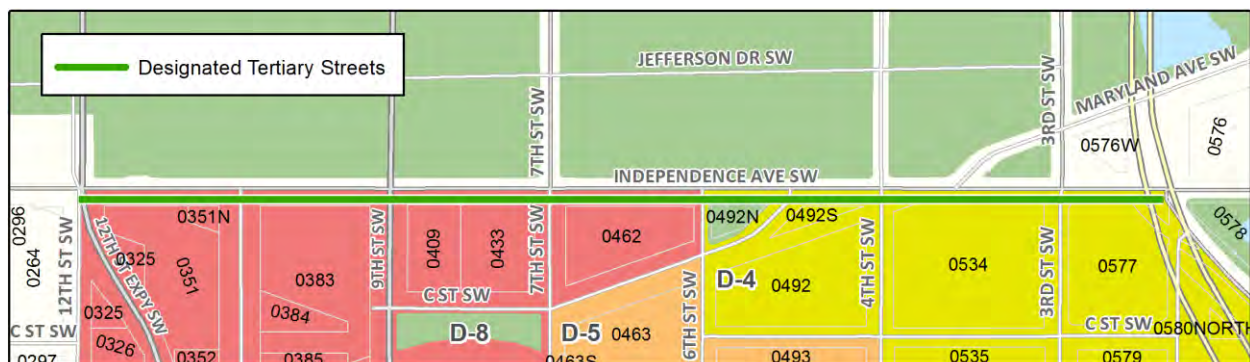 Designated Tertiary Streets
JEFFERSON DR SW
MARYLAND AVE SW
7TH ST SW
3RD ST SW
0576W
0576
INDEPENDENCE AVE SW
0296
0264
12TH ST SW
12TH ST EXPY SW
0351N
0325
0351
0383
9TH ST SW
0409
0433
7TH ST SW
0462
0492N
0492S
4TH ST SW
0534
3RD ST SW
0577
0578
D-4
0492
0325
0384
C ST SW
C ST SW
0326
D-8
D-5
0463
6TH ST SW
C ST SW
0580NORTH
0297
0352
0385
0463S
0493
0535
0579